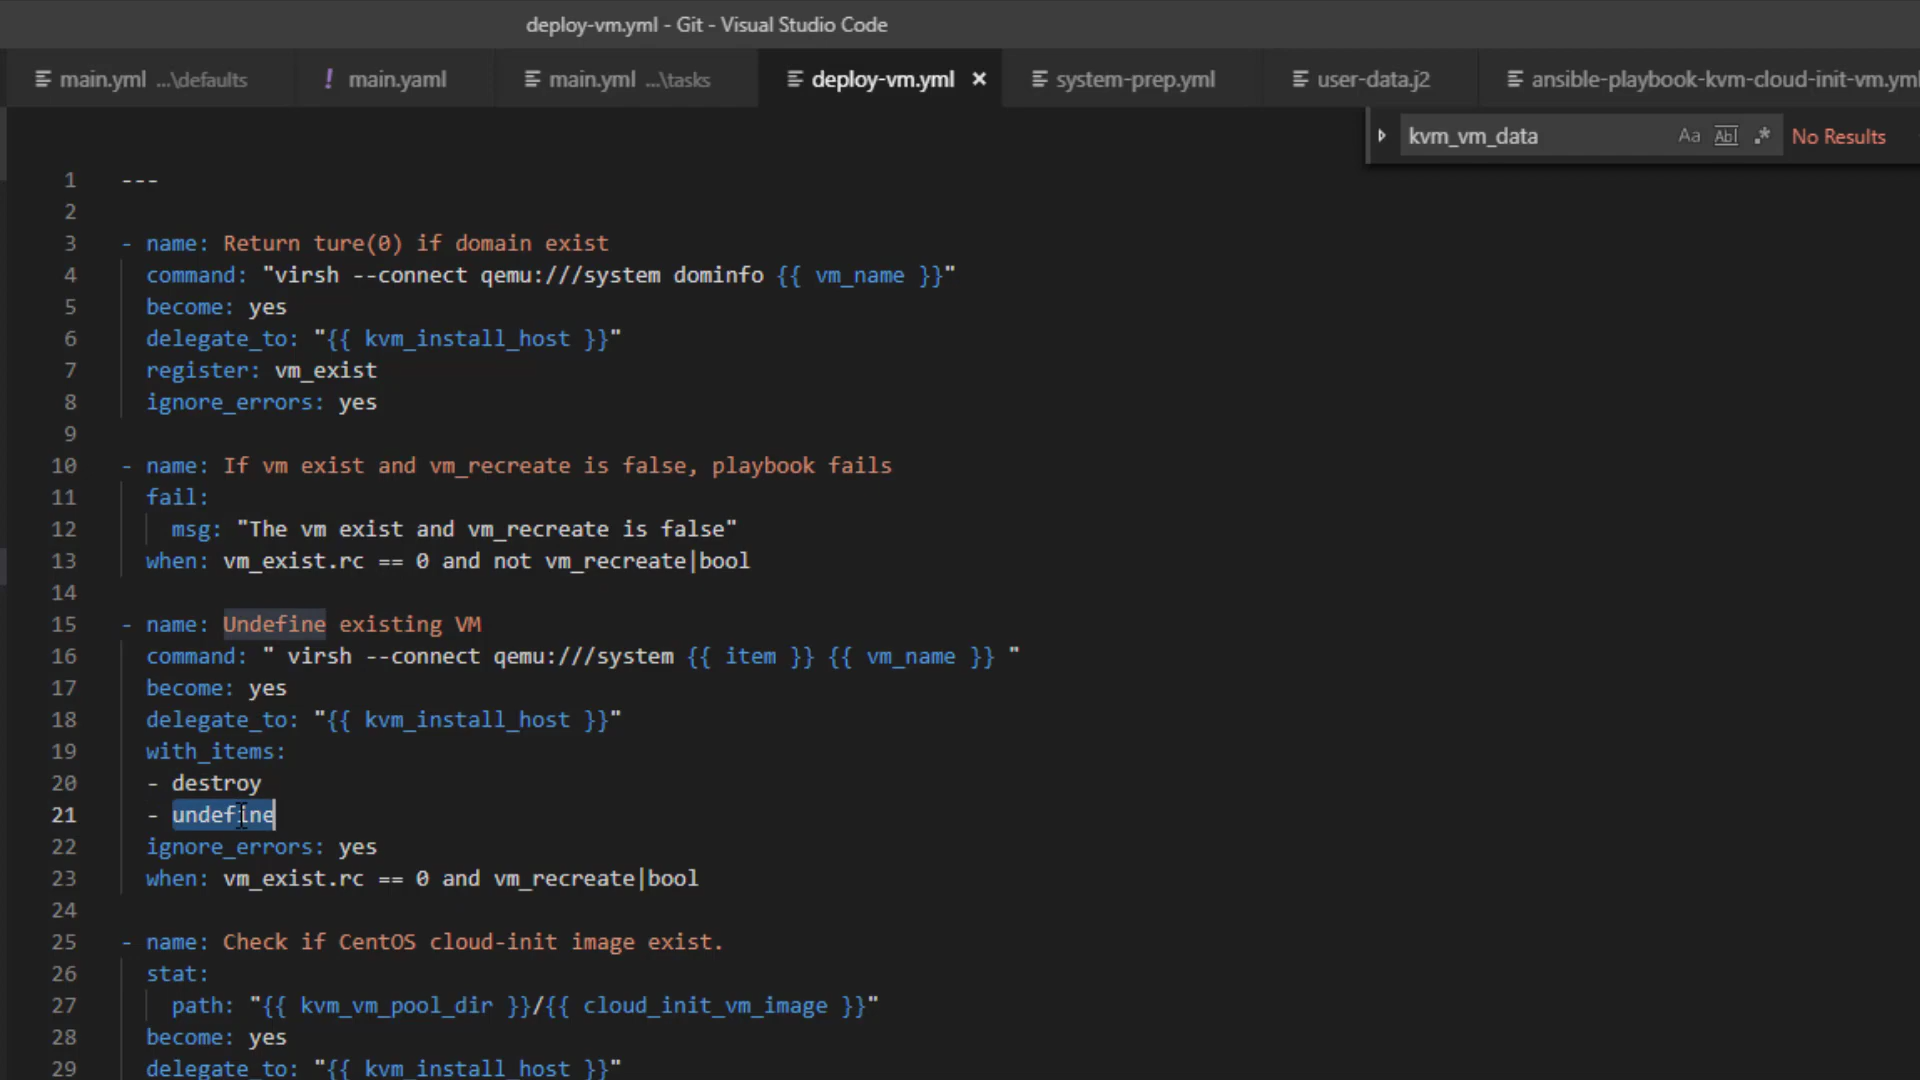 deploy-vm.yml - Git - Visual Studio Code
main.yml ...\defaults
! main.yaml
main.yml ...\tasks
deploy-vm.yml ×
system-prep.yml
user-data.j2
ansible-playbook-kvm-cloud-init-vm.yml
kvm_vm_data Aa Abl .* No Results
1 ---
2
3 - name: Return ture(0) if domain exist
4 command: "virsh --connect qemu:///system dominfo {{ vm_name }}"
5 become: yes
6 delegate_to: "{{ kvm_install_host }}"
7 register: vm_exist
8 ignore_errors: yes
9
10 - name: If vm exist and vm_recreate is false, playbook fails
11 fail:
12 msg: "The vm exist and vm_recreate is false"
13 when: vm_exist.rc == 0 and not vm_recreate|bool
14
15 - name: Undefine existing VM
16 command: " virsh --connect qemu:///system {{ item }} {{ vm_name }} "
17 become: yes
18 delegate_to: "{{ kvm_install_host }}"
19 with_items:
20 - destroy
21 - undefine
22 ignore_errors: yes
23 when: vm_exist.rc == 0 and vm_recreate|bool
24
25 - name: Check if CentOS cloud-init image exist.
26 stat:
27 path: "{{ kvm_vm_pool_dir }}/{{ cloud_init_vm_image }}"
28 become: yes
29 delegate_to: "{{ kvm_install_host }}"